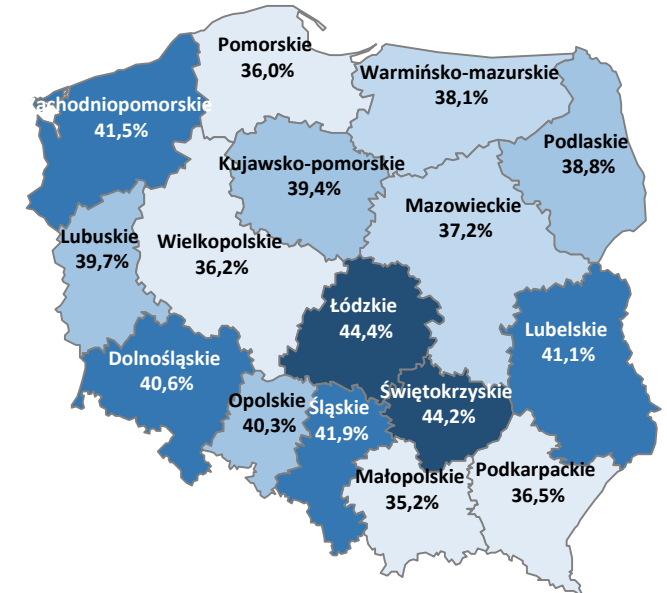 Pomorskie
36,0%
Warmińsko-mazurskie
38,1%
achodniopomorskie
41,5%
Podlaskie
38,8%
Kujawsko-pomorskie
39,4%
Mazowieckie
37,2%
Lubuskie
39,7%
Wielkopolskie
36,2%
Łódzkie
44,4%
Lubelskie
41,1%
Dolnośląskie
40,6%
Opolskie
40,3%
Śląskie
41,9%
Świętokrzyskie
44,2%
Małopolskie
35,2%
Podkarpackie
36,5%